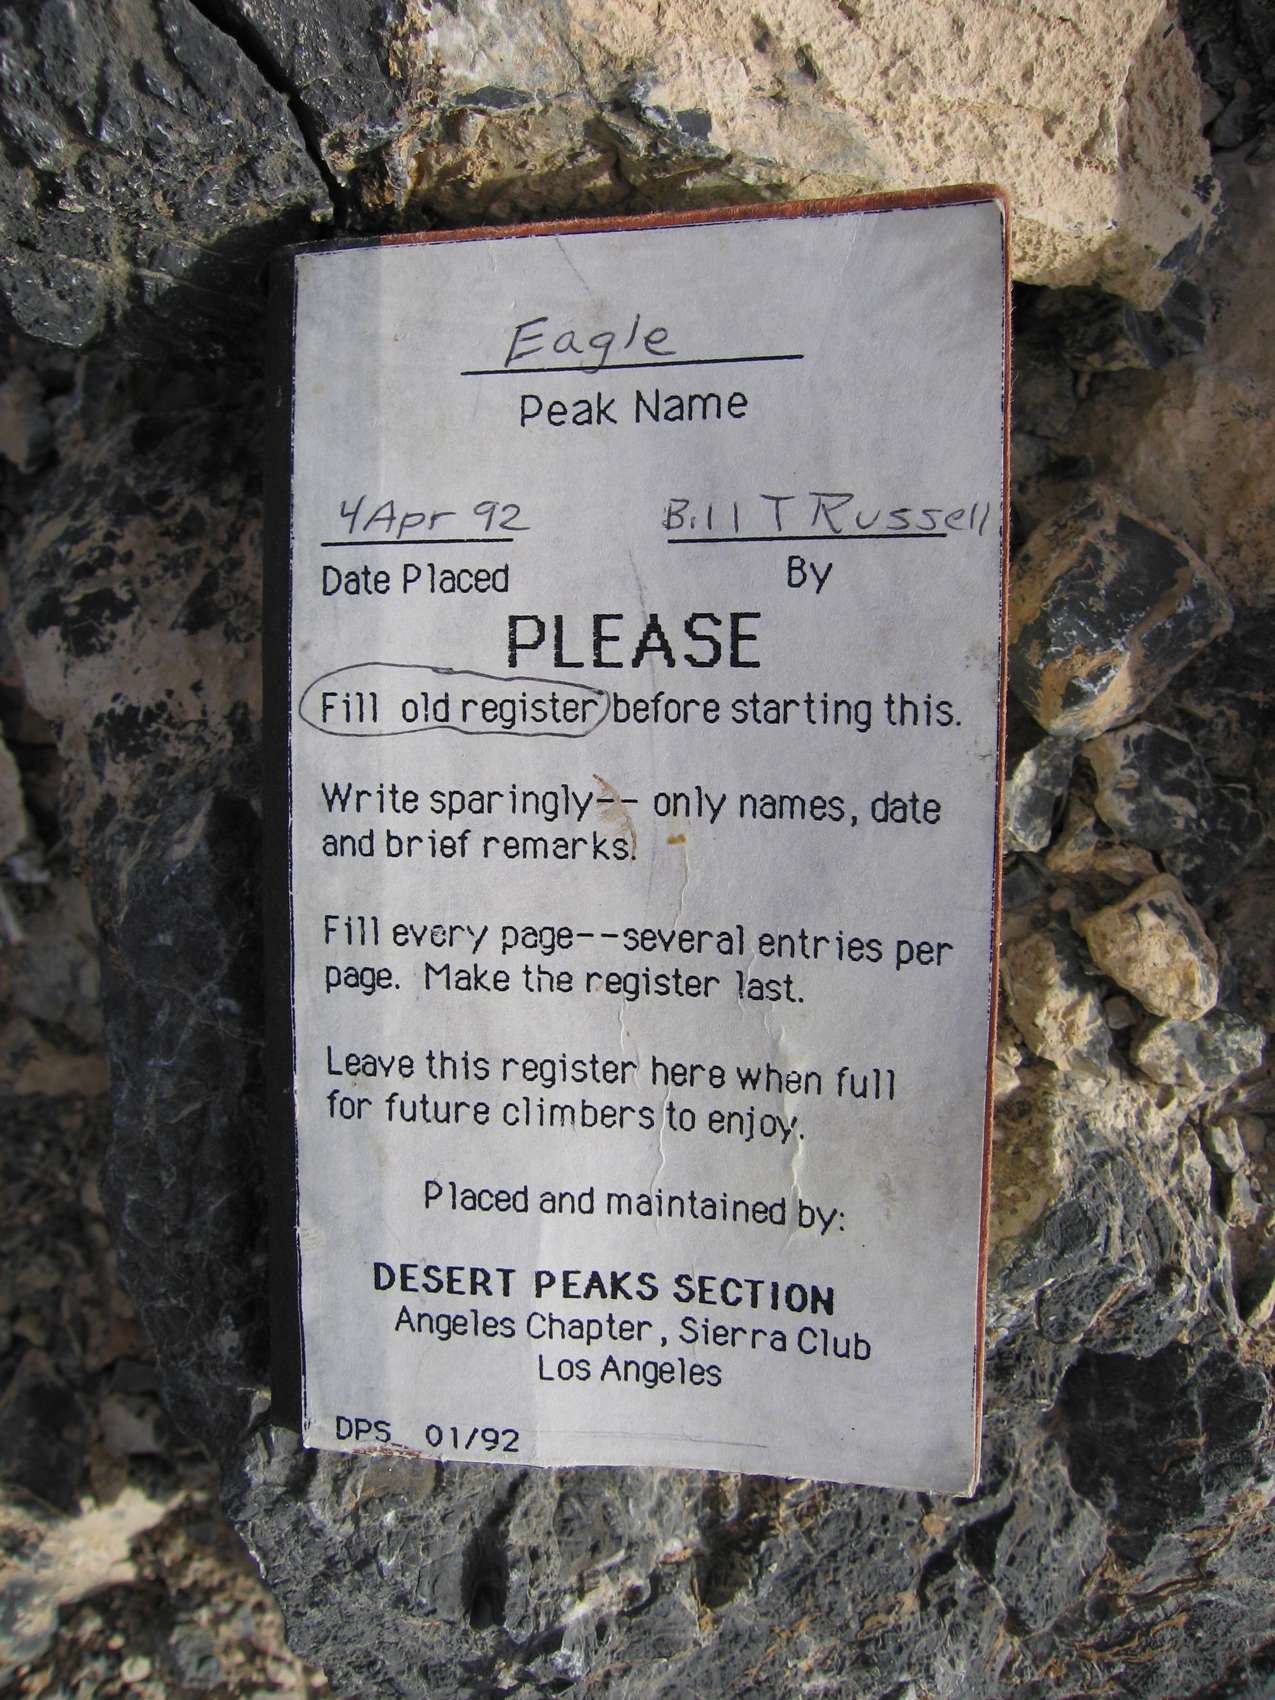 Eagle
Peak Name
4 Apr 92 Bill T Russell
Date Placed By
PLEASE
Fill old register before starting this.
Write sparingly-- only names, date
and brief remarks.
Fill every page--several entries per
page. Make the register last.
Leave this register here when full
for future climbers to enjoy.
Placed and maintained by:
DESERT PEAKS SECTION
Angeles Chapter, Sierra Club
Los Angeles
DPS_ 01/92